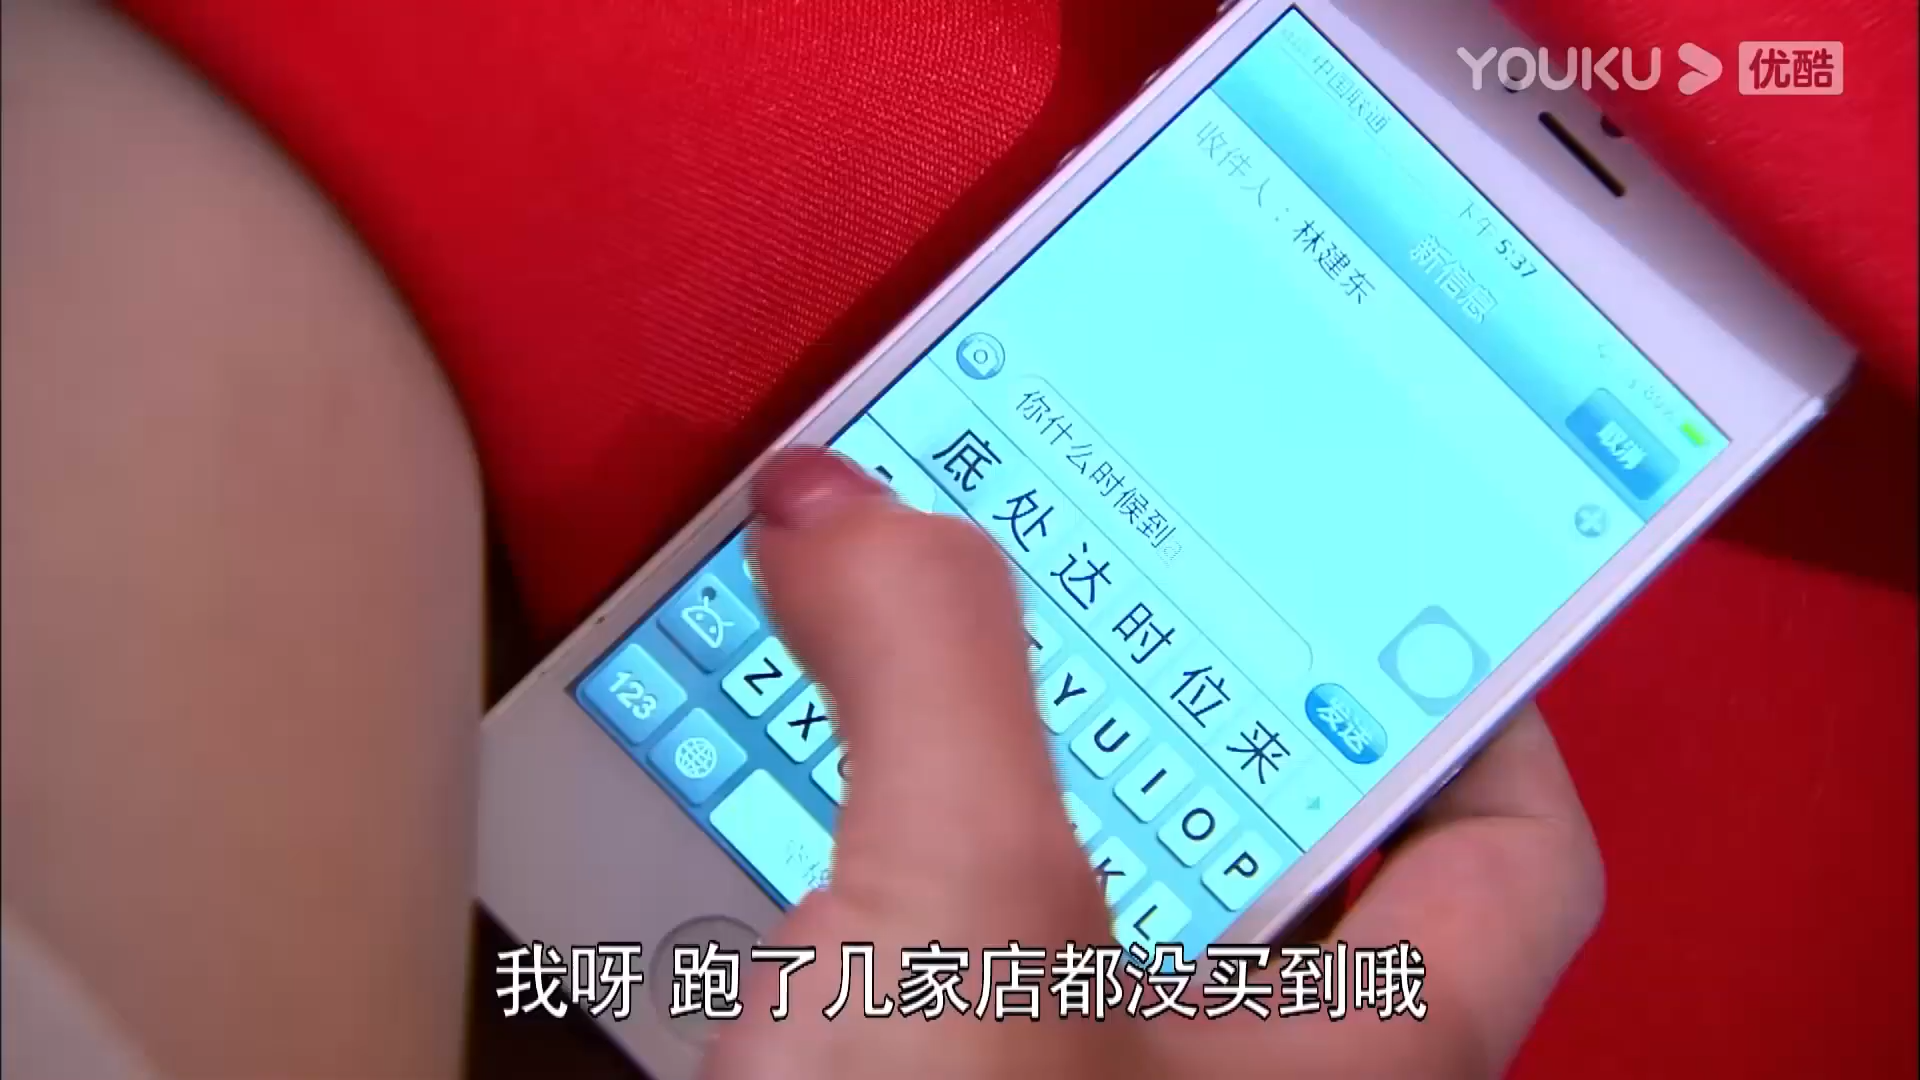 YOUKU 优酷
中国联通
下午5:37
89%
新信息
取消
收件人：林建东
你什么时候到a
发送
底 处 达 时 位 来
Y U I O P
K L
Z X
123
我呀 跑了几家店都没买到哦